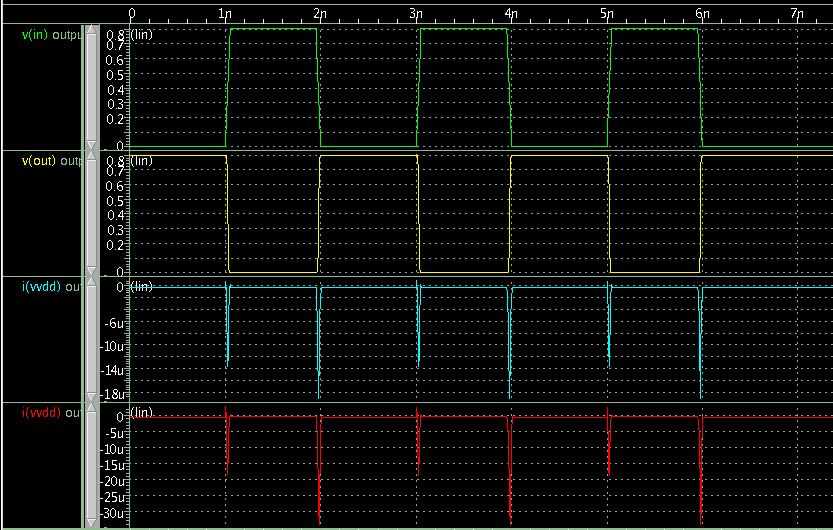 0 1n 2n 3n 4n 5n 6n 7n
v(in) outpu
0.8 (lin)
0.7
0.6
0.5
0.4
0.3
0.2
0
v(out) outp
0.8 (lin)
0.7
0.6
0.5
0.4
0.3
0.2
0
i(vvdd) out
0 (lin)
-6u
-10u
-14u
-18u
i(vvdd) out
0 (lin)
-5u
-10u
-15u
-20u
-25u
-30u